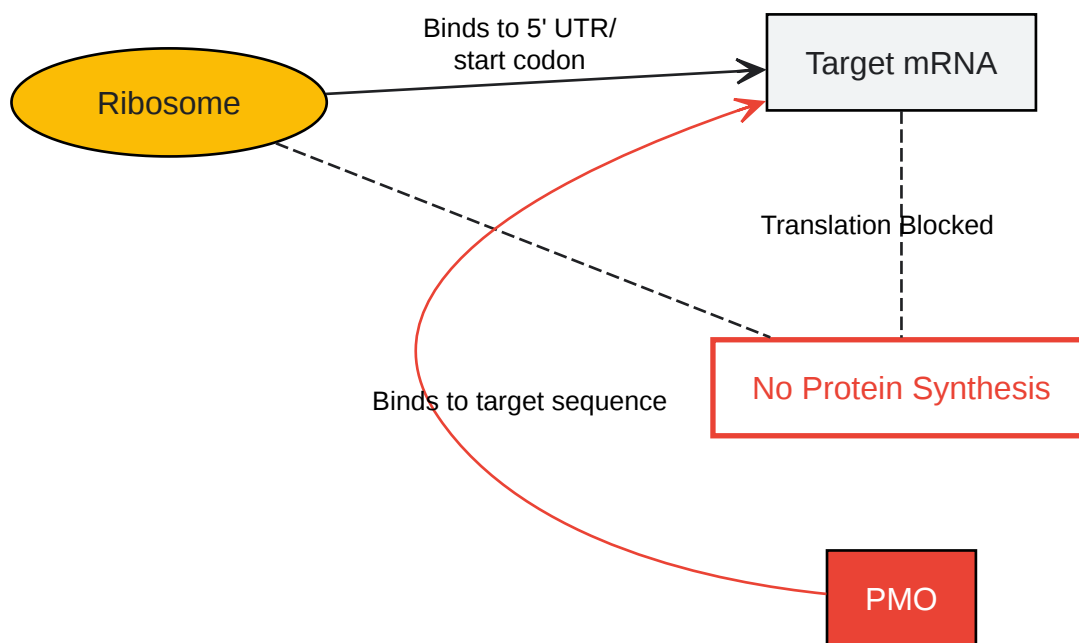 Binds to 5' UTR/
start codon
Target mRNA
Ribosome
Translation Blocked
No Protein Synthesis
Binds to target sequence
PMO